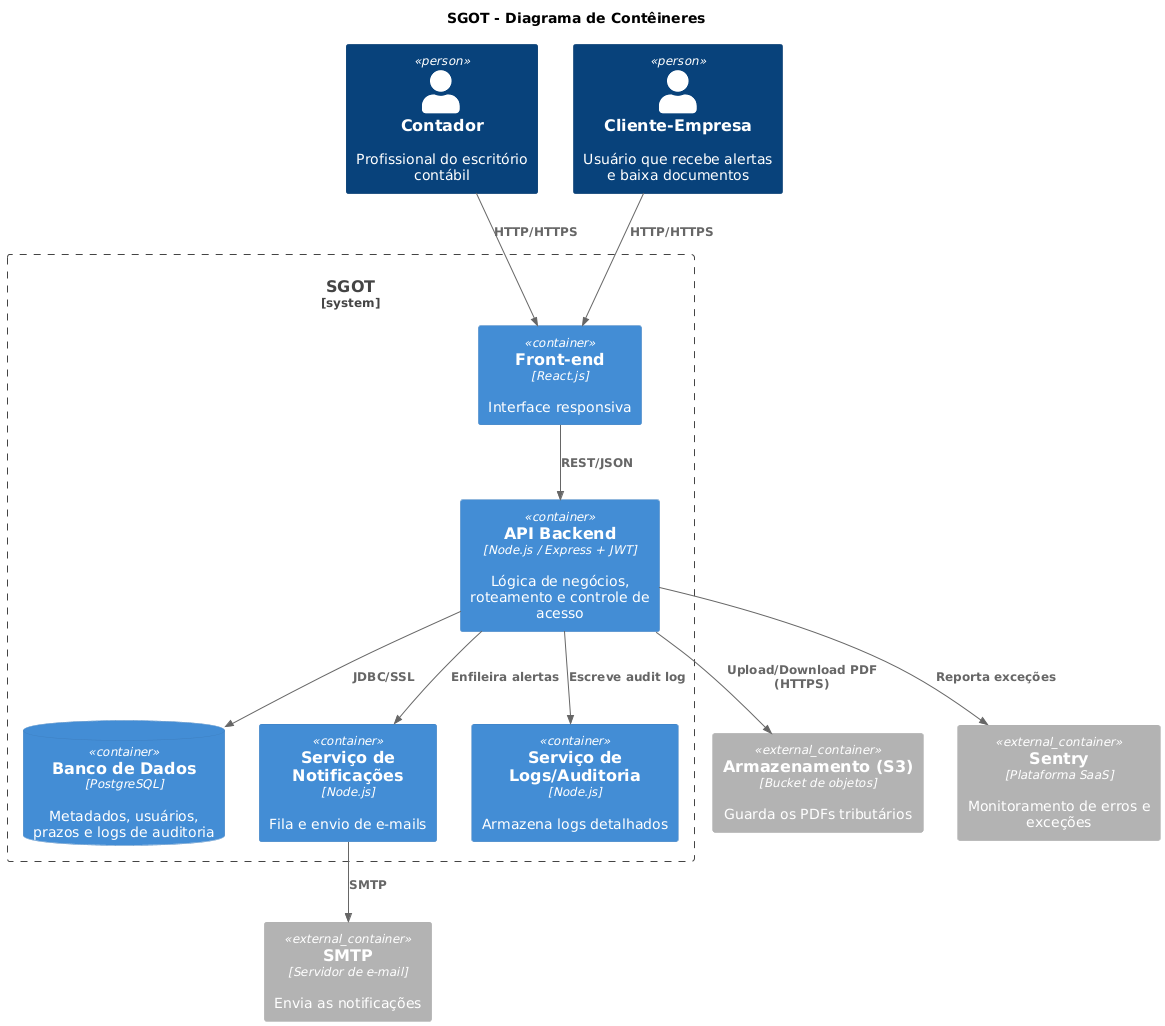 SGOT - Diagrama de Contêineres
«person»
Contador
Profissional do escritório
contábil
«person»
Cliente-Empresa
Usuário que recebe alertas
e baixa documentos
HTTP/HTTPS
HTTP/HTTPS
SGOT
[system]
«container»
Front-end
[React.js]
Interface responsiva
REST/JSON
«container»
API Backend
[Node.js / Express + JWT]
Lógica de negócios,
roteamento e controle de
acesso
JDBC/SSL
Enfileira alertas
Escreve audit log
Upload/Download PDF
(HTTPS)
Reporta exceções
«container»
Banco de Dados
[PostgreSQL]
Metadados, usuários,
prazos e logs de auditoria
«container»
Serviço de
Notificações
[Node.js]
Fila e envio de e-mails
«container»
Serviço de
Logs/Auditoria
[Node.js]
Armazena logs detalhados
«external_container»
Armazenamento (S3)
[Bucket de objetos]
Guarda os PDFs tributários
«external_container»
Sentry
[Plataforma SaaS]
Monitoramento de erros e
exceções
SMTP
«external_container»
SMTP
[Servidor de e-mail]
Envia as notificações